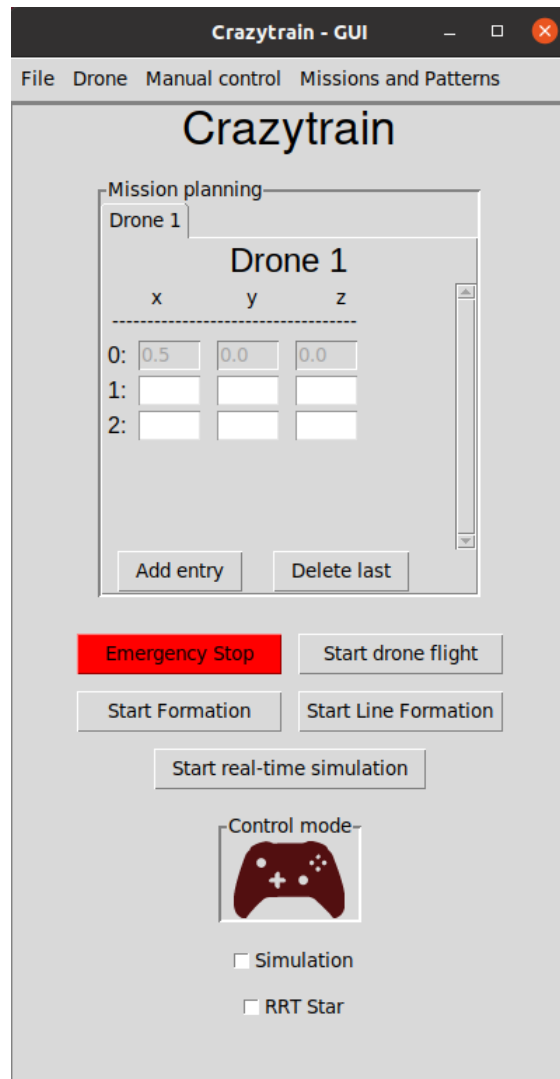 Crazytrain - GUI
File Drone Manual control Missions and Patterns
Crazytrain
Mission planning
Drone 1
Drone 1
x y z
-----------------------------------
0: 0.5 0.0 0.0
1:
2:
Add entry Delete last
Emergency Stop Start drone flight
Start Formation Start Line Formation
Start real-time simulation
Control mode
Simulation
RRT Star